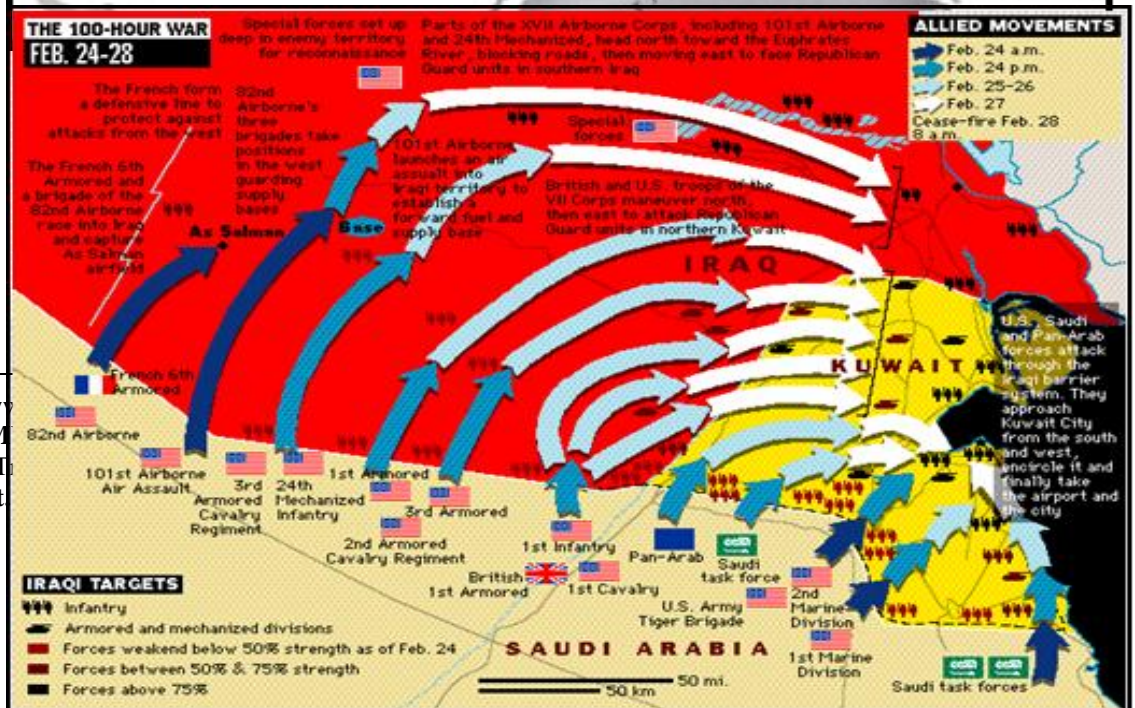 THE 100-HOUR WAR
FEB. 24-28
Special forces set up
deep in enemy territory
for reconnaissance
Parts of the XVII Airborne Corps, including 101st Airborne
and 24th Mechanized, head north toward the Euphrates
River, blocking roads, then moving east to face Republican
Guard units in southern Iraq
ALLIED MOVEMENTS
Feb. 24 a.m.
Feb. 24 p.m.
Feb. 25-26
Feb. 27
Cease-fire Feb. 28
8 a.m.
The French form
a defensive line to
protect against
attacks from the west
82nd
Airborne's
three
brigades take
positions
in the west
guarding
supply
bases
The French 6th
Armored and
a brigade of the
82nd Airborne
race into Iraq
and capture
As Salman
airfield
101st Airborne
launches an air
assualt into
Iraqi territory to
establish a
forward fuel and
supply base
Special
forces
British and U.S. troops of the
VII Corps maneuver north,
then east to attack Republican
Guard units in northern Kuwait
As Salman
Base
IRAQ
KUWAIT
U.S., Saudi
and Pan-Arab
forces attack
through the
Iraqi barrier
system. They
approach
Kuwait City
from the south
and west,
encircle it and
finally take
the airport and
the city
French 6th
Armored
82nd Airborne
101st Airborne
Air Assault
3rd
Armored
Cavalry
Regiment
24th
Mechanized
Infantry
1st Armored
3rd Armored
2nd Armored
Cavalry Regiment
1st Infantry
British
1st Armored
1st Cavalry
Pan-Arab
Saudi
task force
U.S. Army
Tiger Brigade
2nd
Marine
Division
1st Marine
Division
Saudi task forces
SAUDI ARABIA
50 mi.
50 km
IRAQI TARGETS
Infantry
Armored and mechanized divisions
Forces weakend below 50% strength as of Feb. 24
Forces between 50% & 75% strength
Forces above 75%